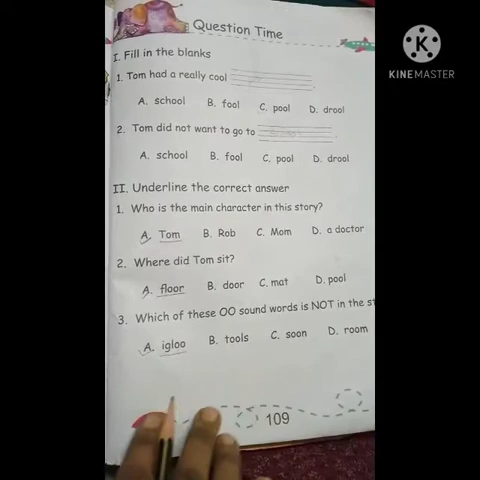 Question Time
KINEMASTER
I. Fill in the blanks
1. Tom had a really cool
A. school B. fool C. pool D. drool
2. Tom did not want to go to
A. school B. fool C. pool D. drool
II. Underline the correct answer
1. Who is the main character in this story?
A. Tom B. Rob C. Mom D. a doctor
2. Where did Tom sit?
A. floor B. door C. mat D. pool
3. Which of these OO sound words is NOT in the st
A. igloo B. tools C. soon D. room
109